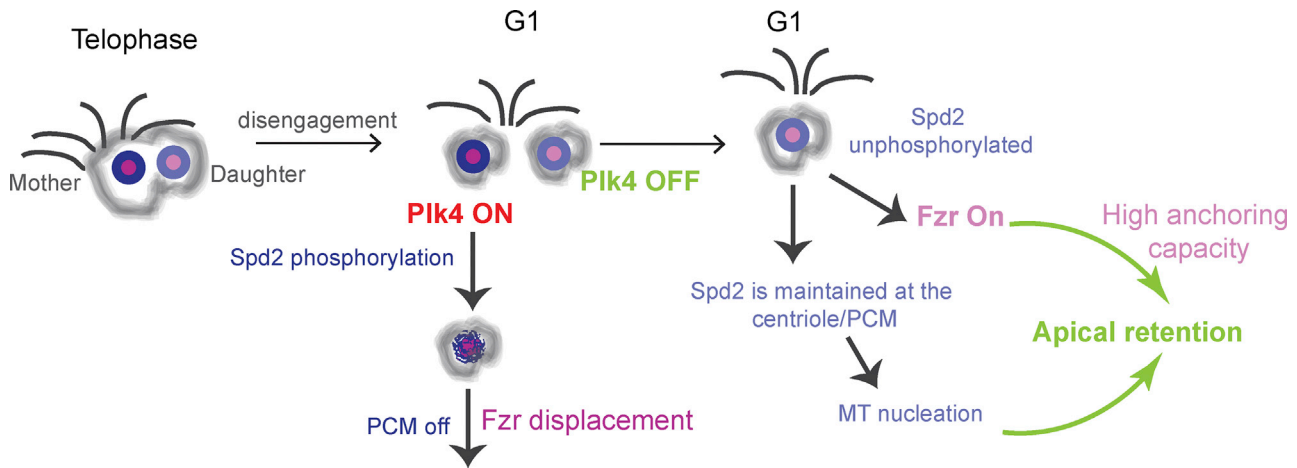 Telophase
G1
G1
disengagement
Mother
Daughter
Plk4 ON
Plk4 OFF
Spd2
unphosphorylated
Spd2 phosphorylation
Fzr On
High anchoring
capacity
Spd2 is maintained at the
centriole/PCM
Apical retention
MT nucleation
PCM off
Fzr displacement